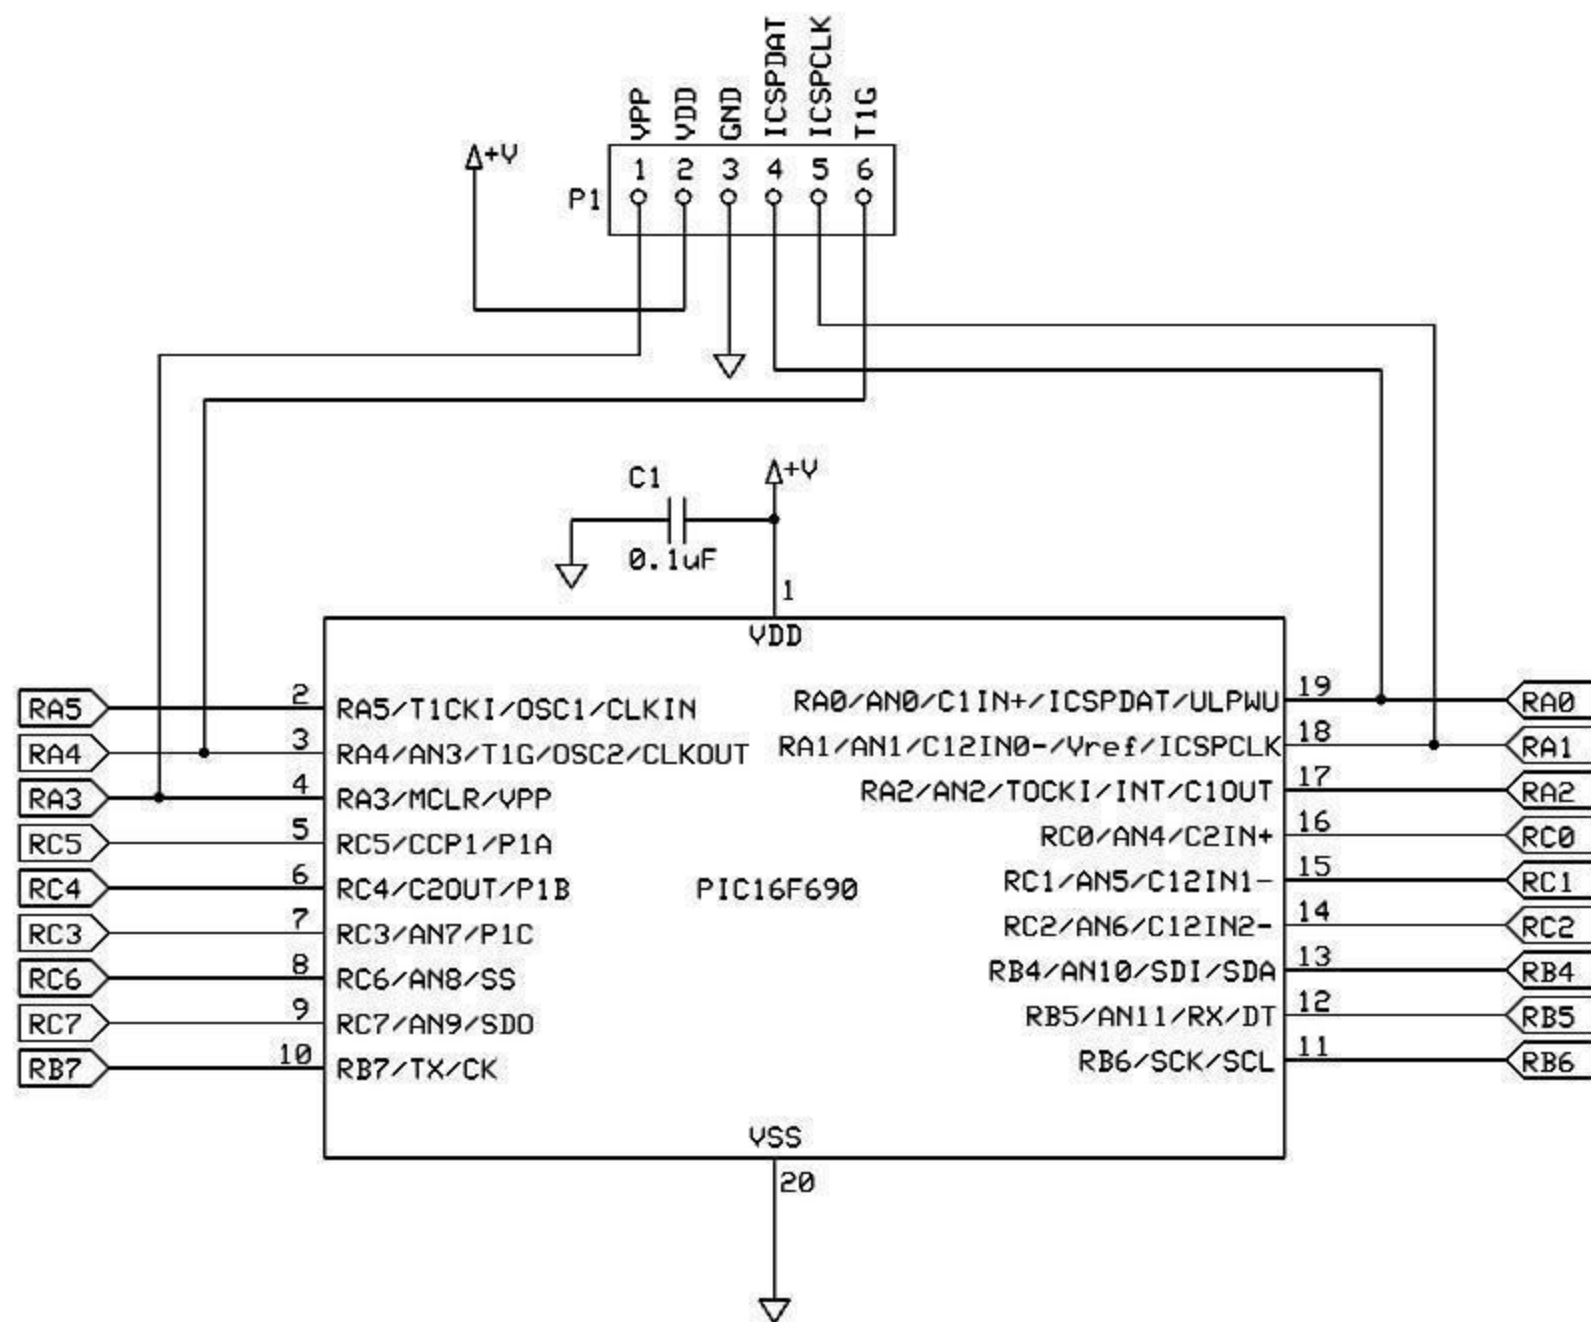 VPP
VDD
GND
ICSPDAT
ICSPCLK
T1G
+V
1 2 3 4 5 6
P1
C1
+V
0.1uF
1
VDD
RA5 2 RA5/T1CKI/OSC1/CLKIN
RA0/AN0/C1IN+/ICSPDAT/ULPWU 19 RA0
RA4 3 RA4/AN3/T1G/OSC2/CLKOUT
RA1/AN1/C12IN0-/Vref/ICSPCLK 18 RA1
RA3 4 RA3/MCLR/VPP
RA2/AN2/TOCKI/INT/C1OUT 17 RA2
RC5 5 RC5/CCP1/P1A
RC0/AN4/C2IN+ 16 RC0
RC4 6 RC4/C2OUT/P1B
PIC16F690
RC1/AN5/C12IN1- 15 RC1
RC3 7 RC3/AN7/P1C
RC2/AN6/C12IN2- 14 RC2
RC6 8 RC6/AN8/SS
RB4/AN10/SDI/SDA 13 RB4
RC7 9 RC7/AN9/SDO
RB5/AN11/RX/DT 12 RB5
RB7 10 RB7/TX/CK
RB6/SCK/SCL 11 RB6
VSS
20